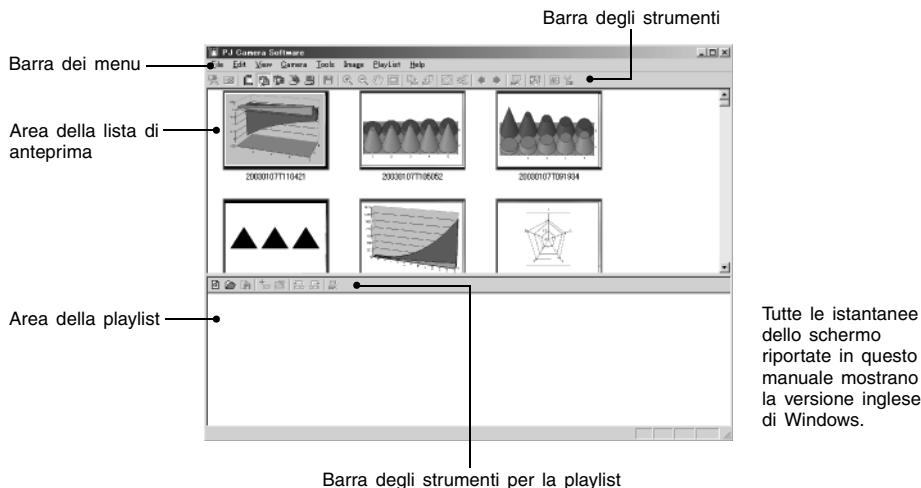 Barra degli strumenti
PJ Camera Software
Barra dei menu
File Edit View Camera Tools Image PlayList Help
Area della lista di
anteprima
20030107T110421 20030107T105052 20030107T091934
Area della playlist
Tutte le istantanee
dello schermo
riportate in questo
manuale mostrano
la versione inglese
di Windows.
Barra degli strumenti per la playlist